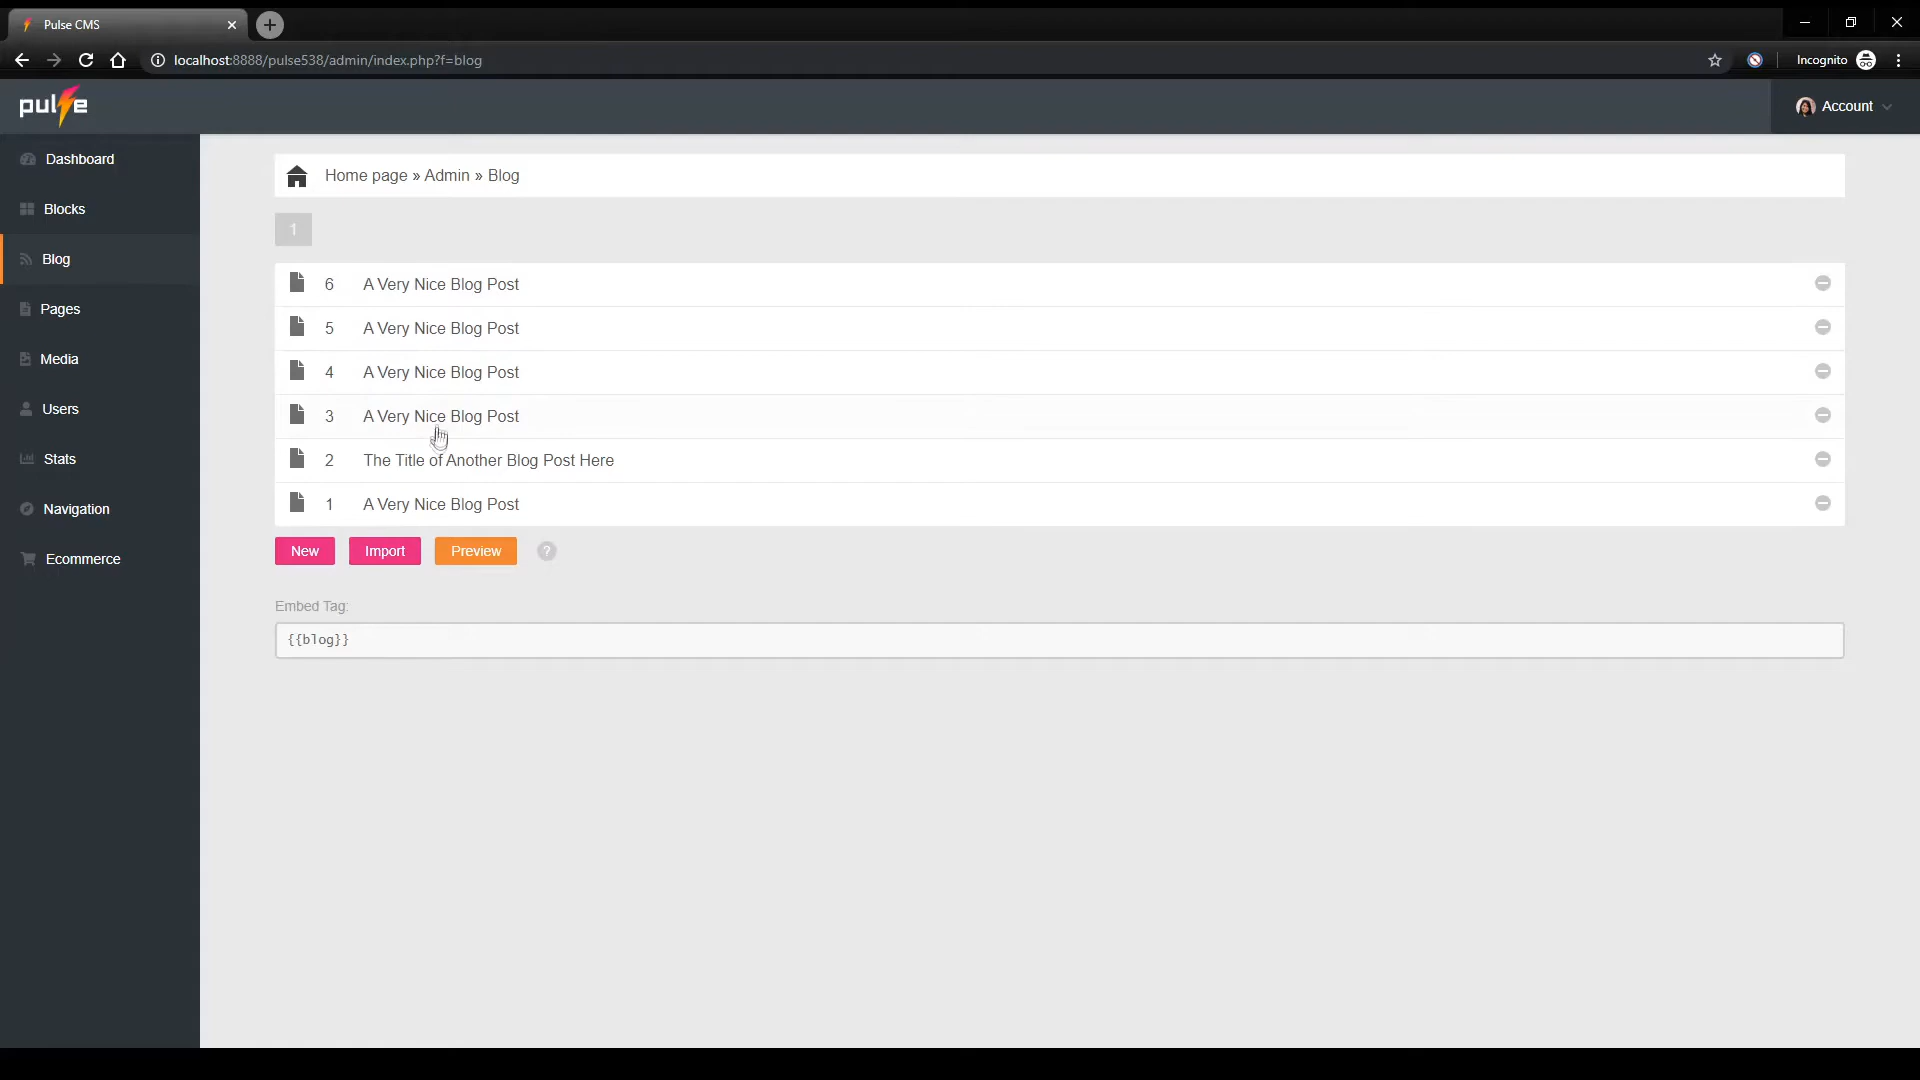 Pulse CMS
localhost:8888/pulse538/admin/index.php?f=blog
Incognito
pulse
Account
Dashboard
Blocks
Blog
Pages
Media
Users
Stats
Navigation
Ecommerce
Home page » Admin » Blog
1
6 A Very Nice Blog Post
5 A Very Nice Blog Post
4 A Very Nice Blog Post
3 A Very Nice Blog Post
2 The Title of Another Blog Post Here
1 A Very Nice Blog Post
New Import Preview ?
Embed Tag:
{{blog}}